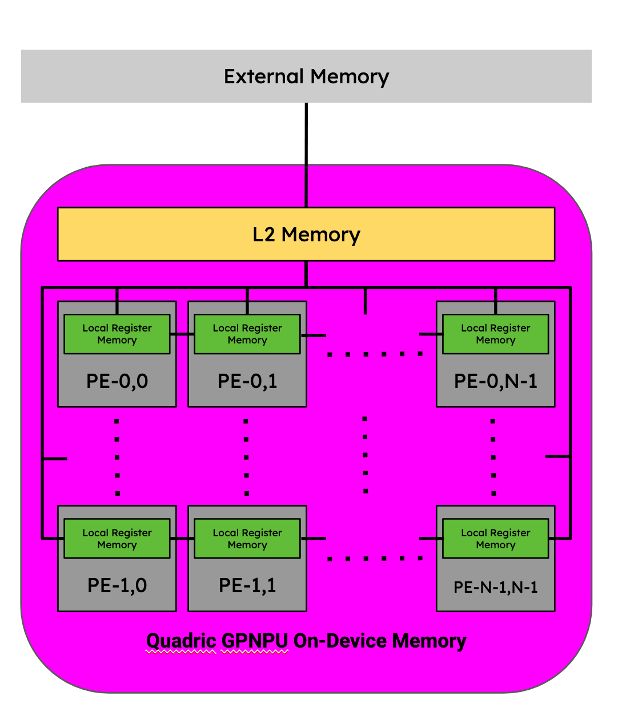 External Memory
L2 Memory
Local Register
Memory
PE-0,0
Local Register
Memory
PE-0,1
Local Register
Memory
PE-0,N-1
Local Register
Memory
PE-1,0
Local Register
Memory
PE-1,1
Local Register
Memory
PE-N-1,N-1
Quadric GPNPU On-Device Memory